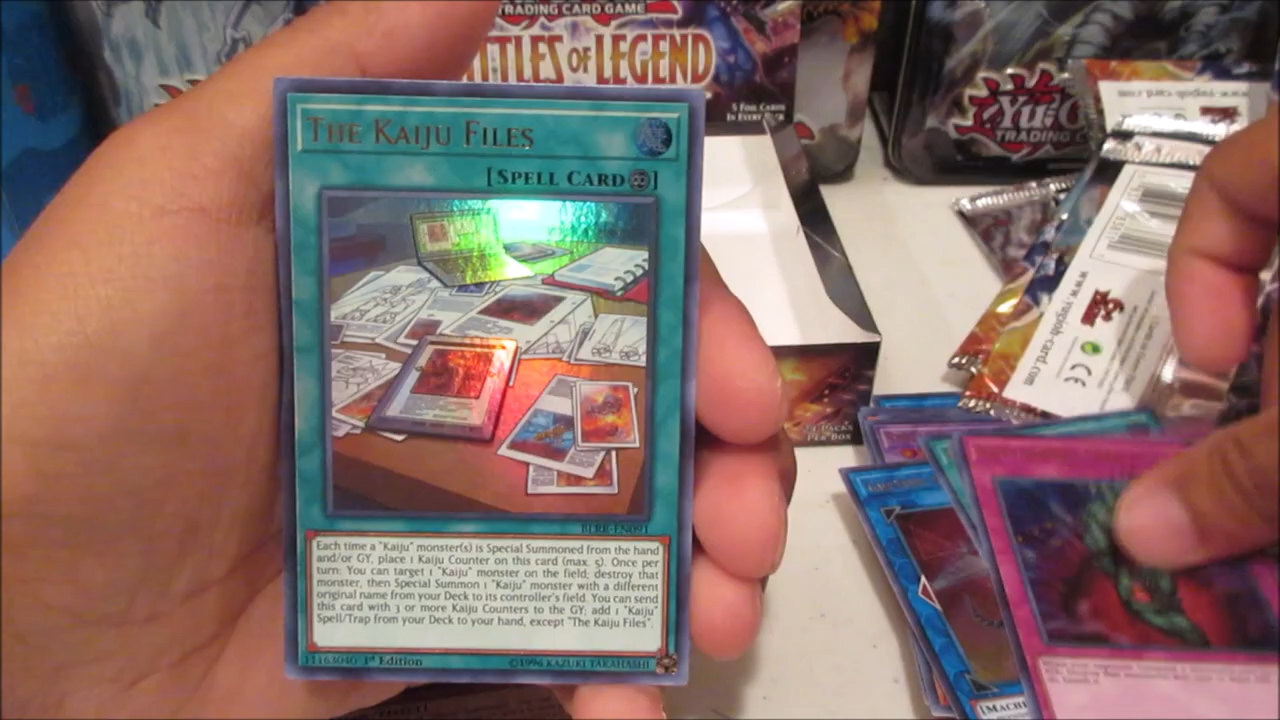 TRADING CARD GAME
BATTLES OF LEGEND
5 FOIL CARDS
IN EVERY PACK
YU-G
TRADING C
THE KAIJU FILES
[SPELL CARD]
BLRR-EN091
Each time a "Kaiju" monster(s) is Special Summoned from the hand
and/or GY, place 1 Kaiju Counter on this card (max. 5). Once per
turn: You can target 1 "Kaiju" monster on the field; destroy that
monster, then Special Summon 1 "Kaiju" monster with a different
original name from your Deck to its controller's field. You can send
this card with 3 or more Kaiju Counters to the GY; add 1 "Kaiju"
Spell/Trap from your Deck to your hand, except "The Kaiju Files".
11163040 1st Edition
©1996 KAZUKI TAKAHASHI
24 PACKS
PER BOX
www.yugioh-card.com
CE
[MACHI